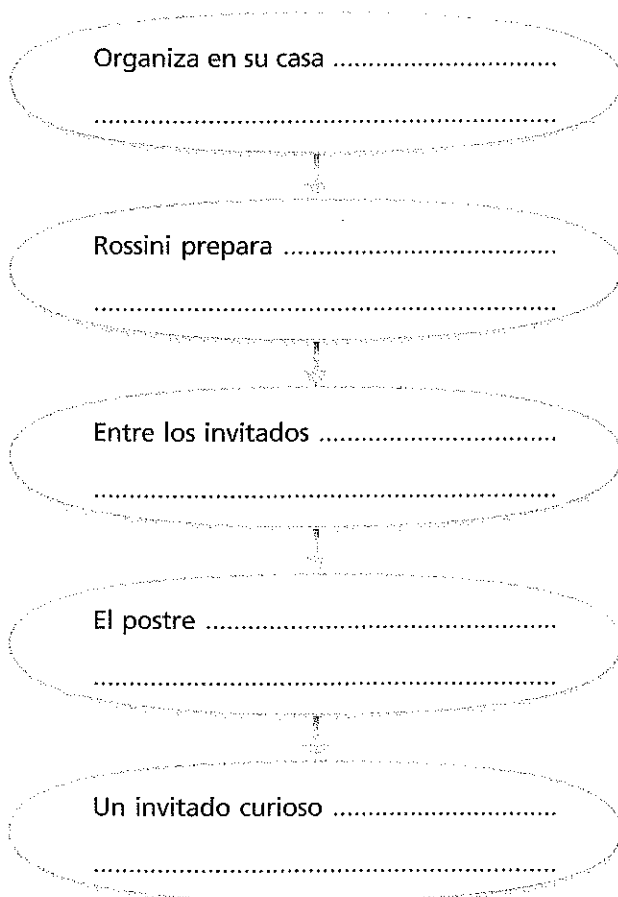 Organiza en su casa ........................................
................................................................................
Rossini prepara ................................................
................................................................................
Entre los invitados ..........................................
................................................................................
El postre .............................................................
................................................................................
Un invitado curioso ........................................
................................................................................